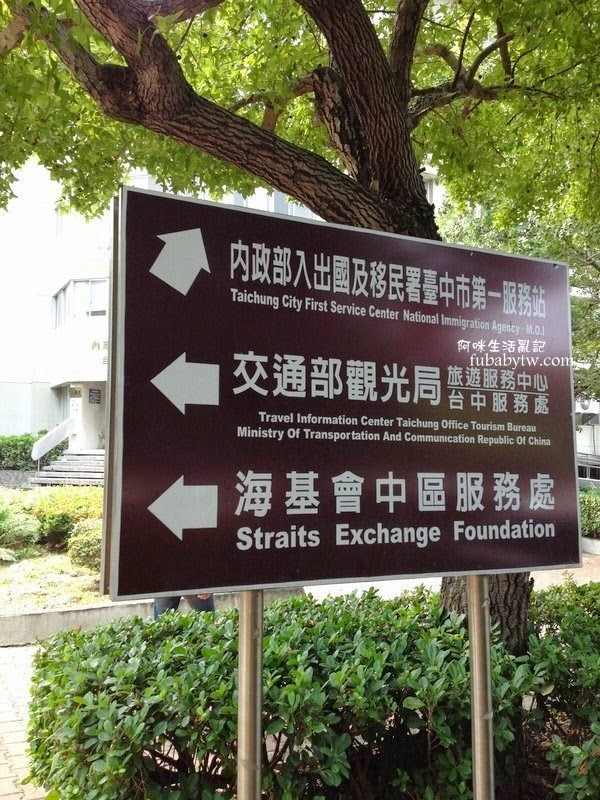 內政部入出國及移民署臺中市第一服務站
Taichung City First Service Center National Immigration Agency, M.O.I
阿咪生活亂記
fubabytw.com
交通部觀光局 旅遊服務中心
台中服務處
Travel Information Center Taichung Office Tourism Bureau
Ministry Of Transportation And Communication Republic Of China
海基會中區服務處
Straits Exchange Foundation